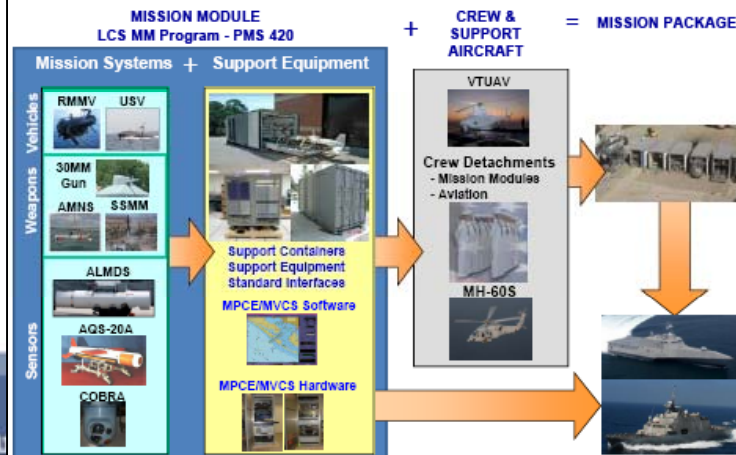 MISSION MODULE
LCS MM Program - PMS 420
+
CREW &
SUPPORT
AIRCRAFT
=
MISSION PACKAGE
Mission Systems + Support Equipment
Vehicles
RMMV USV
Weapons
30MM
Gun
AMNS SSMM
Sensors
ALMDS
AQS-20A
COBRA
Support Containers
Support Equipment
Standard Interfaces
MPCE/MVCS Software
MPCE/MVCS Hardware
VTUAV
Crew Detachments
- Mission Modules
- Aviation
MH-60S